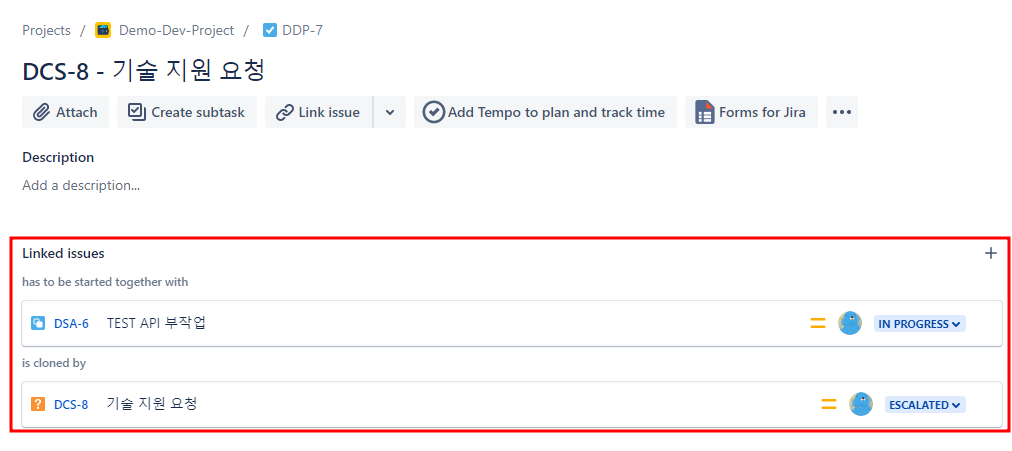 Projects / Demo-Dev-Project / DDP-7
DCS-8 - 기술 지원 요청
Attach Create subtask Link issue Add Tempo to plan and track time Forms for Jira
Description
Add a description...
Linked issues
has to be started together with
DSA-6 TEST API 부작업 IN PROGRESS
is cloned by
? DCS-8 기술 지원 요청 ESCALATED